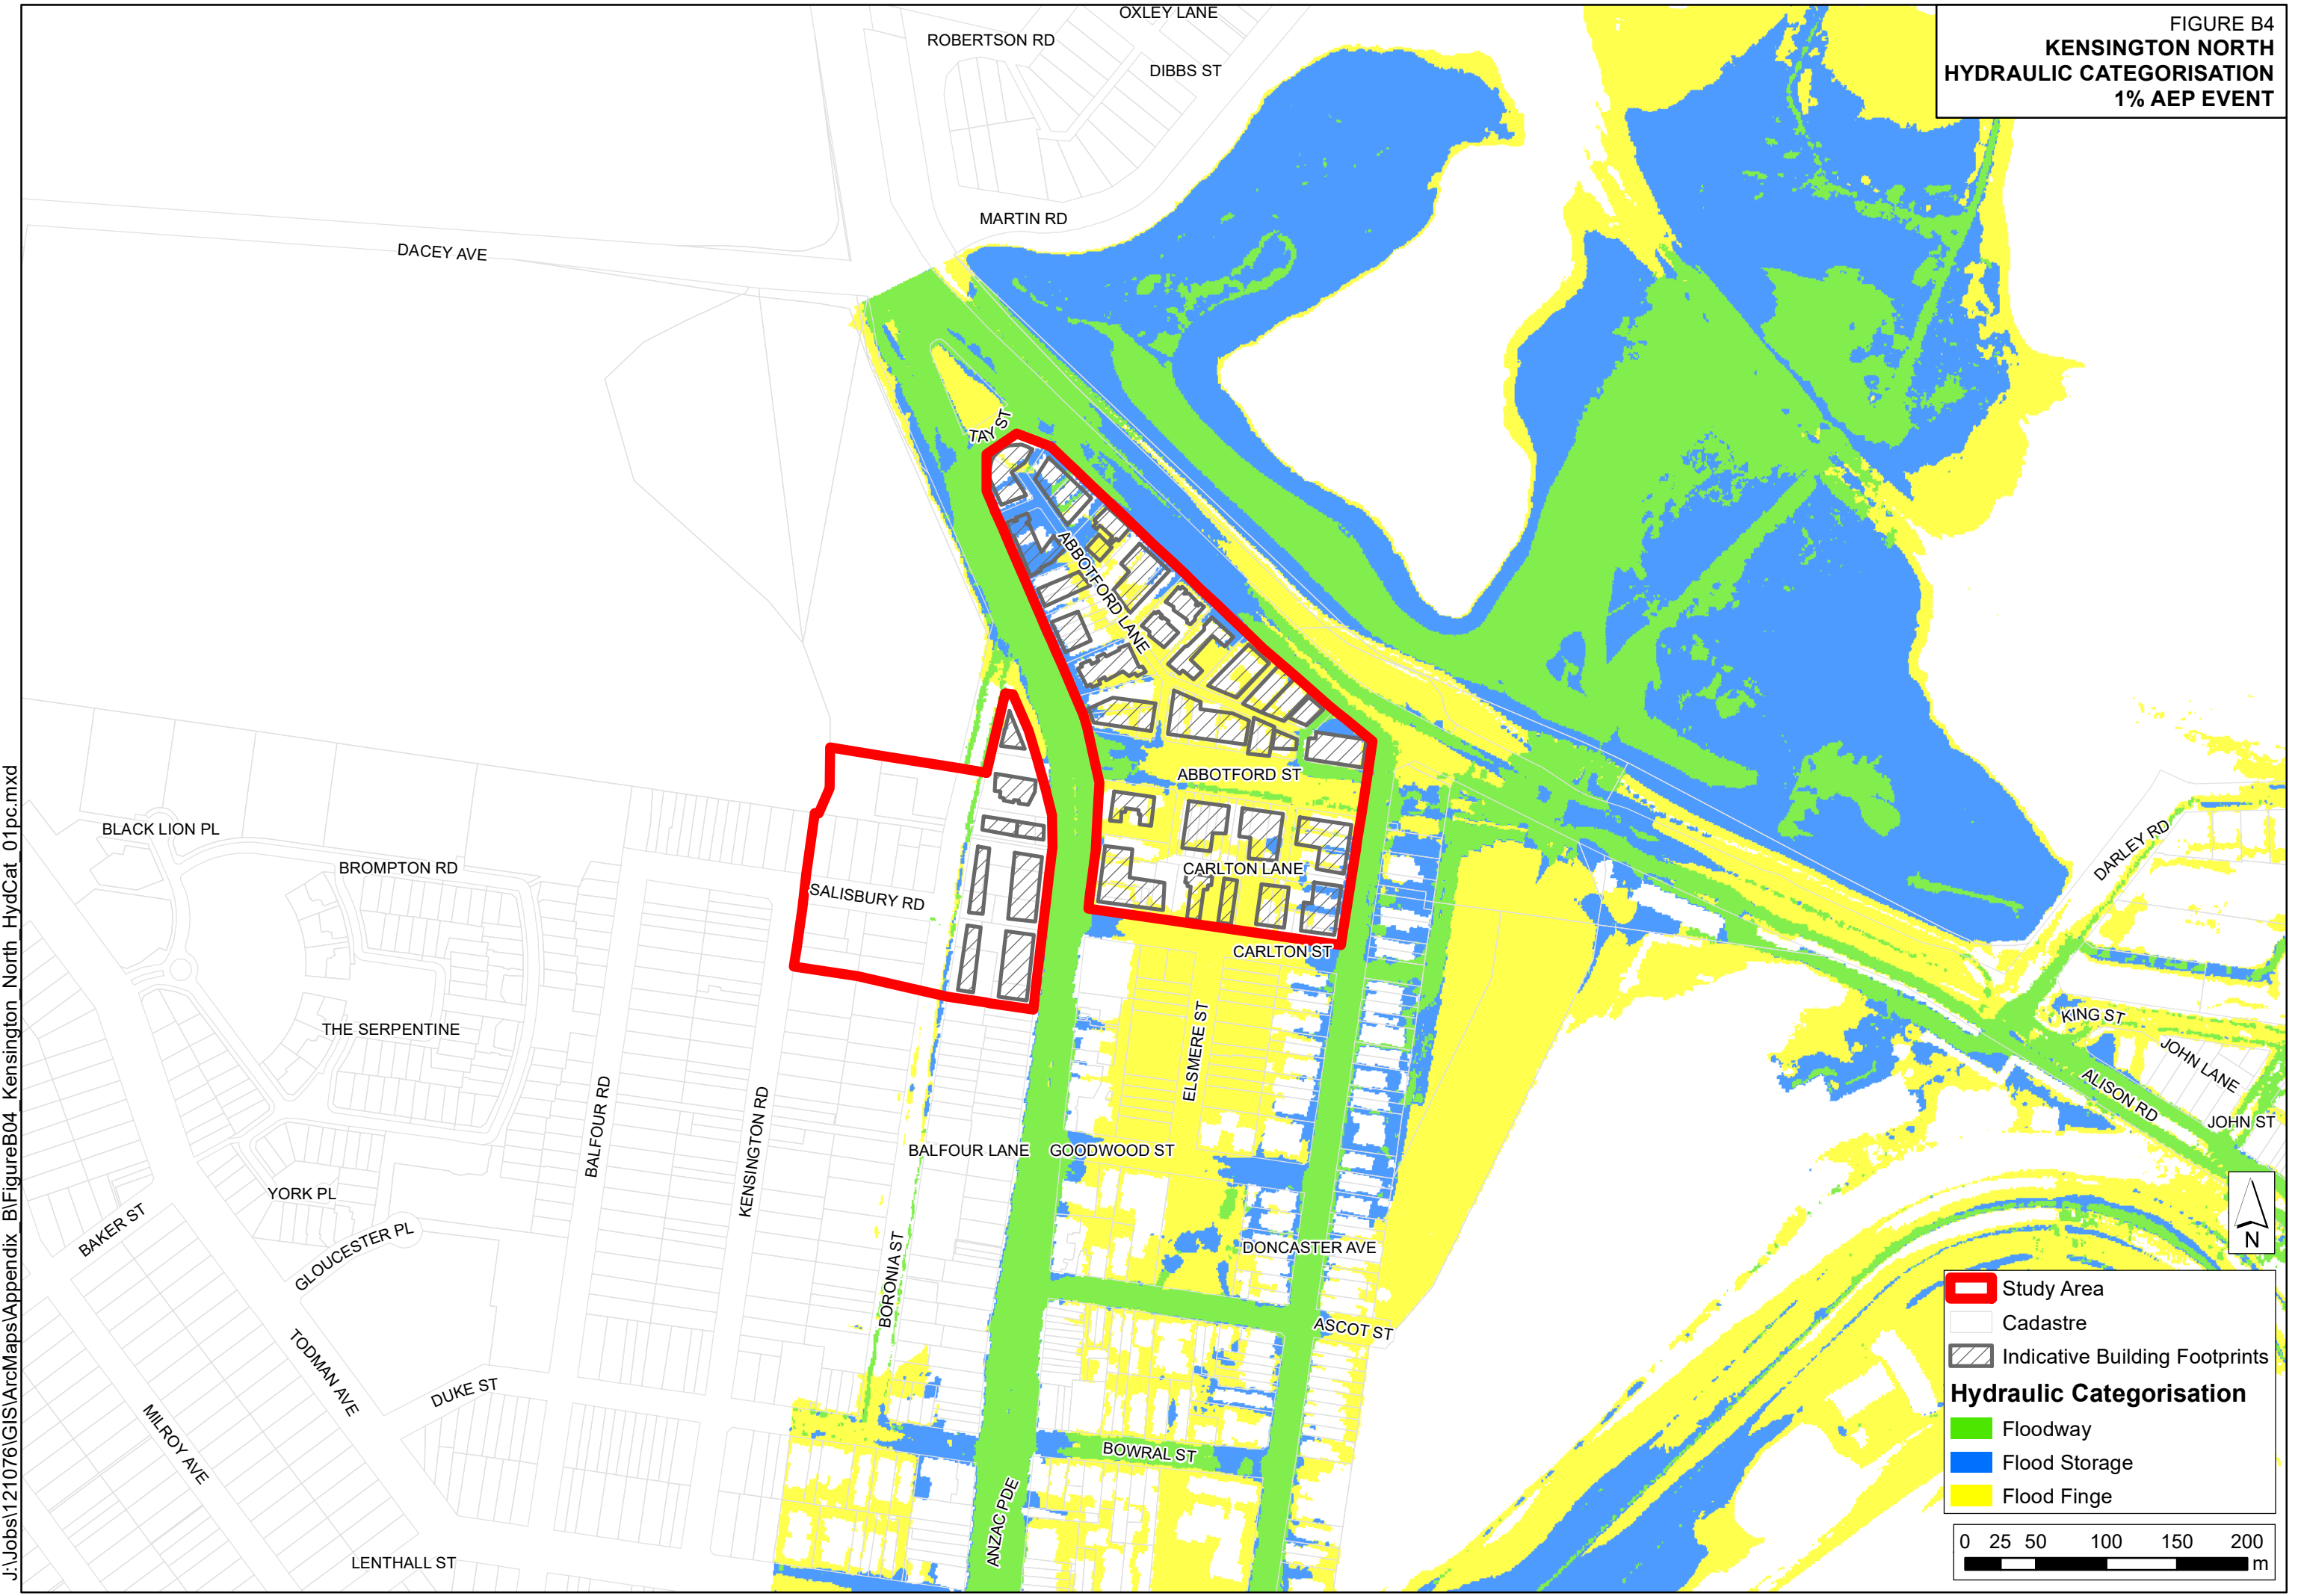 FIGURE B4
KENSINGTON NORTH
HYDRAULIC CATEGORISATION
1% AEP EVENT
OXLEY LANE
ROBERTSON RD
DIBBS ST
MARTIN RD
DACEY AVE
TAY ST
ABBOTFORD LANE
ABBOTFORD ST
BLACK LION PL
BROMPTON RD
SALISBURY RD
CARLTON LANE
DARLEY RD
CARLTON ST
THE SERPENTINE
ELSMERE ST
KING ST
JOHN LANE
ALISON RD
JOHN ST
BALFOUR RD
KENSINGTON RD
BALFOUR LANE
GOODWOOD ST
YORK PL
BAKER ST
GLOUCESTER PL
BORONIA ST
DONCASTER AVE
ASCOT ST
TODMAN AVE
DUKE ST
MILROY AVE
BOWRAL ST
ANZAC PDE
LENTHALL ST
N
Study Area
Cadastre
Indicative Building Footprints
Hydraulic Categorisation
Floodway
Flood Storage
Flood Finge
0 25 50 100 150 200
m
J:\Jobs\121076\GIS\ArcMaps\Appendix_B\FigureB04_Kensington_North_HydCat_01pc.mxd